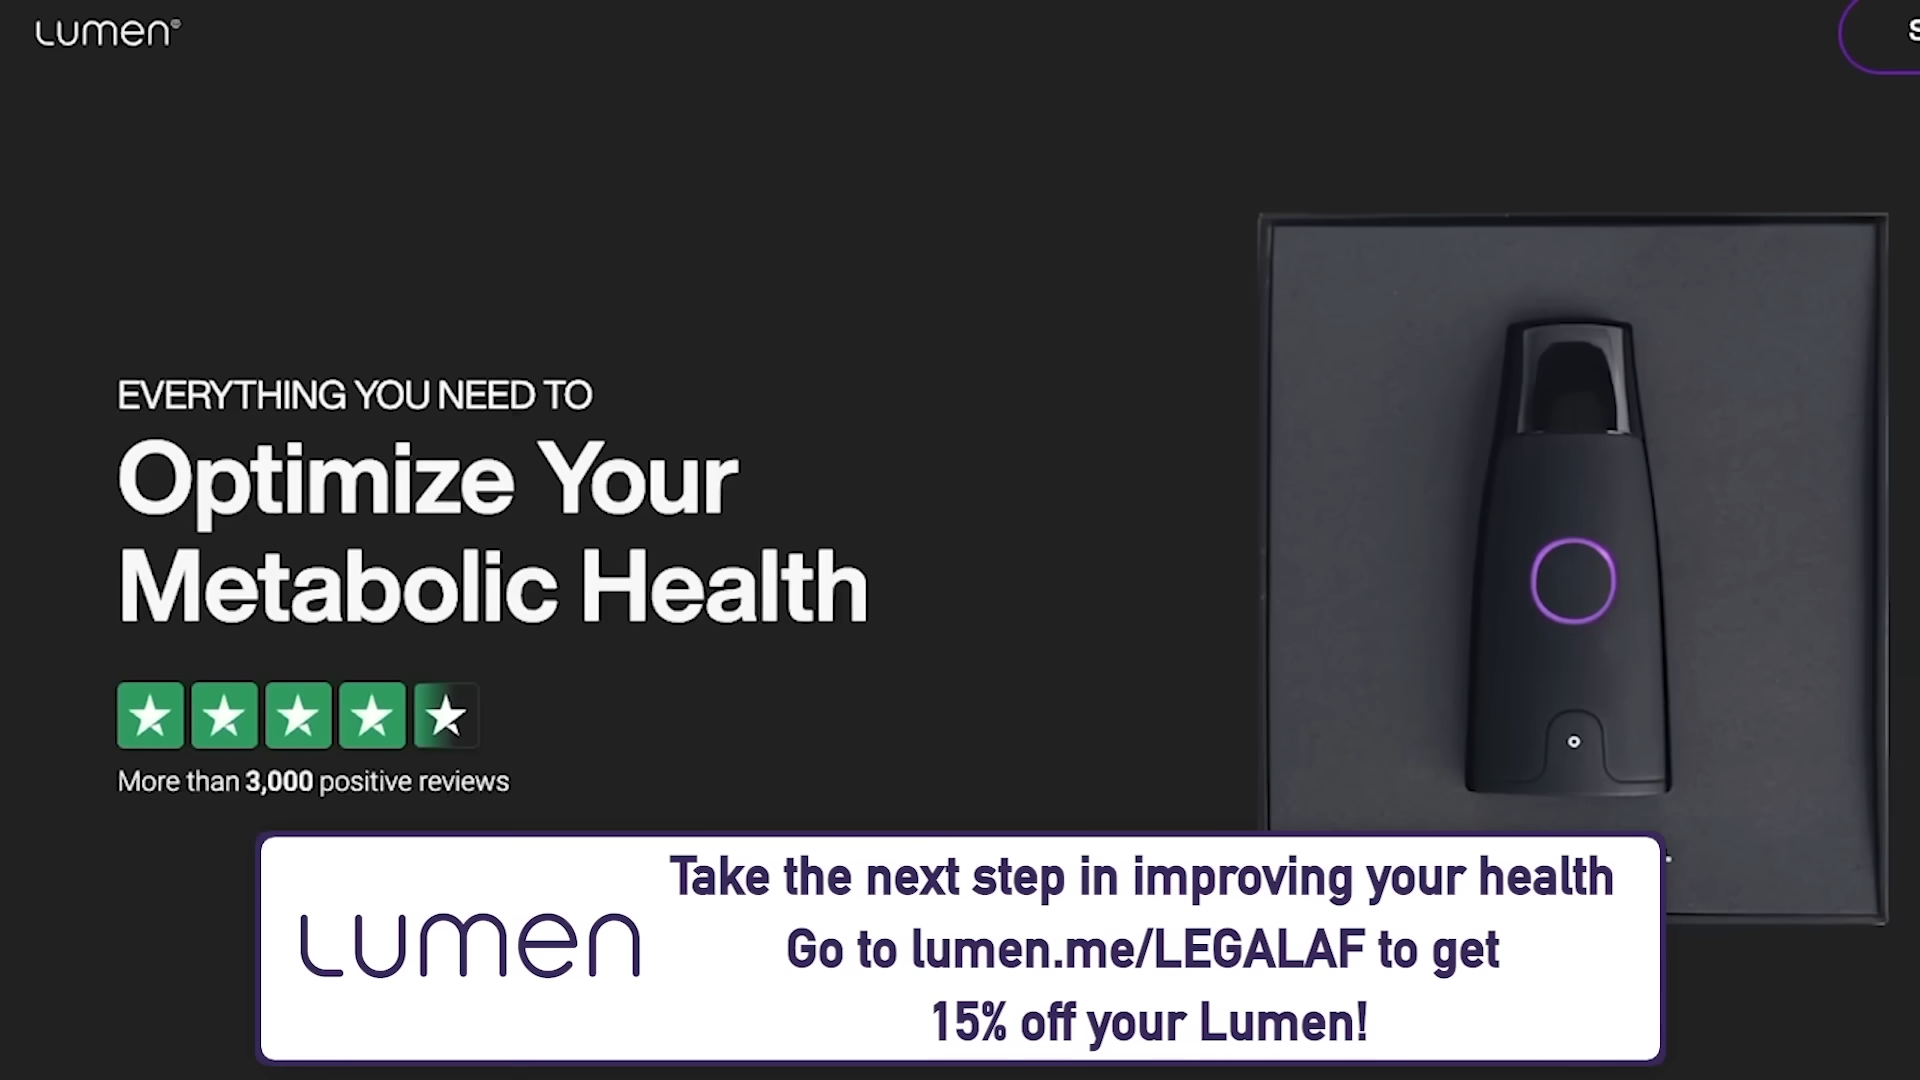 Lumen®
EVERYTHING YOU NEED TO
Optimize Your
Metabolic Health
More than 3,000 positive reviews
Lumen
Take the next step in improving your health
Go to lumen.me/LEGALAF to get
15% off your Lumen!